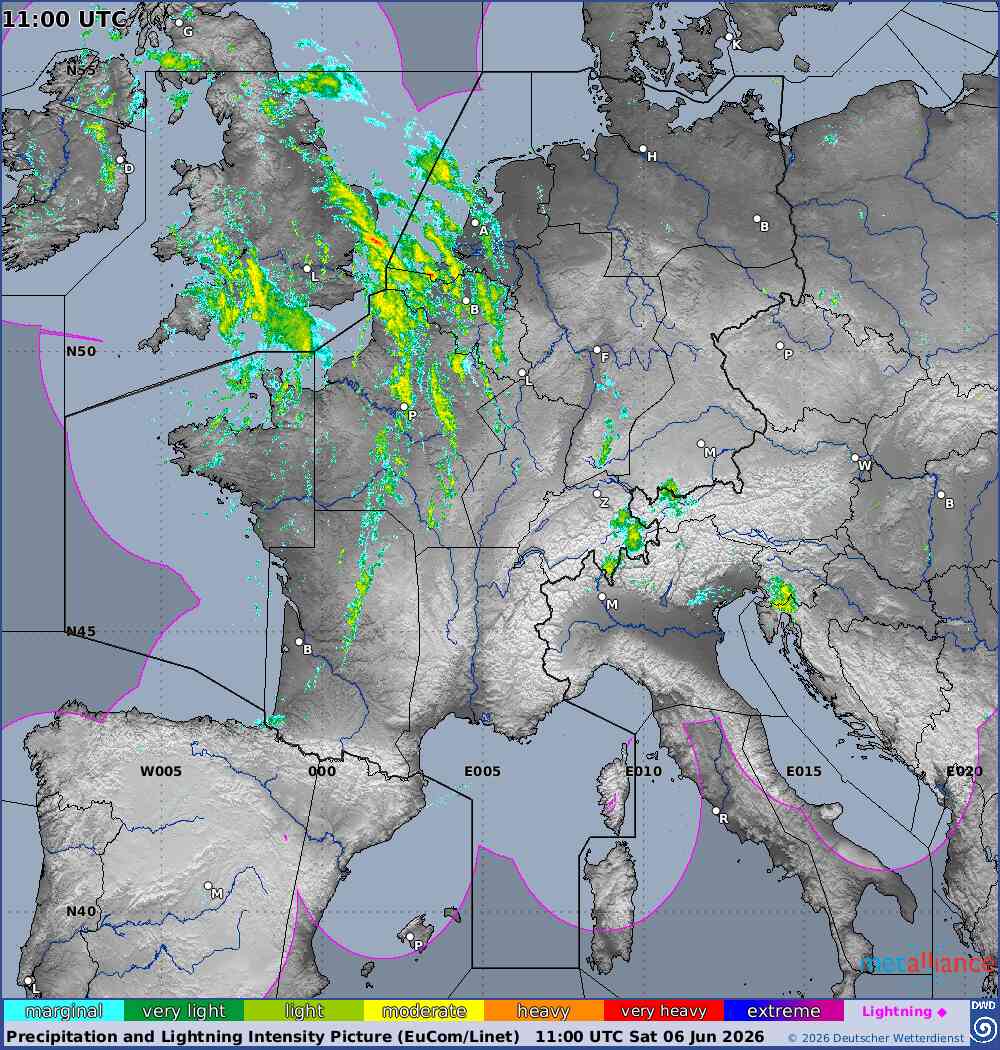 11:00 UTC
G
K
N55
D
H
A
B
L
B
N50
P
F
L
P
M
W
Z
B
M
N45
B
W005
000
E005
E010
E015
E020
R
M
N40
P
L
metalliance
marginal
very light
light
moderate
heavy
very heavy
extreme
Lightning ◆
DWD
Precipitation and Lightning Intensity Picture (EuCom/Linet) 11:00 UTC Sat 06 Jun 2026 © 2026 Deutscher Wetterdienst